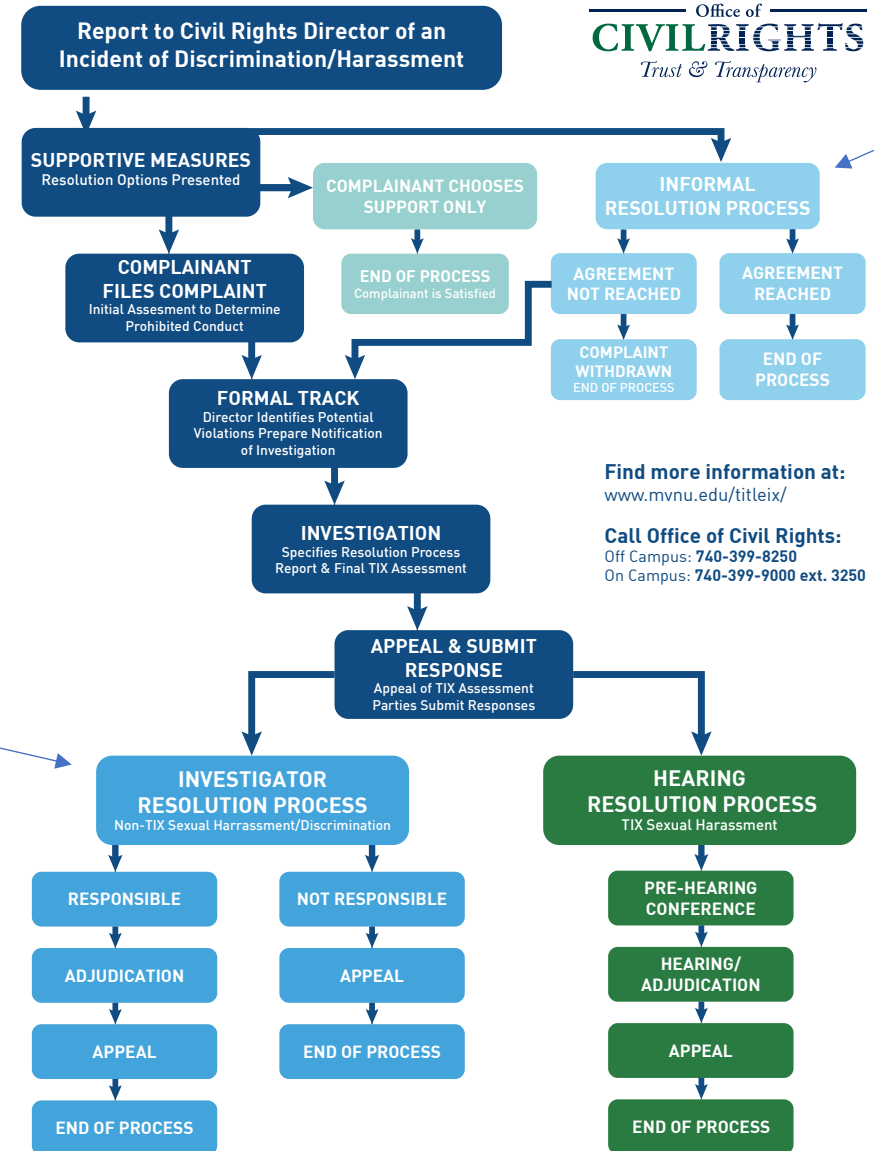 Report to Civil Rights Director of an
Incident of Discrimination/Harassment
Office of
CIVILRIGHTS
Trust & Transparency
SUPPORTIVE MEASURES
Resolution Options Presented
COMPLAINANT CHOOSES
SUPPORT ONLY
INFORMAL
RESOLUTION PROCESS
COMPLAINANT
FILES COMPLAINT
Initial Assesment to Determine
Prohibited Conduct
END OF PROCESS
Complainant is Satisfied
AGREEMENT
NOT REACHED
AGREEMENT
REACHED
COMPLAINT
WITHDRAWN
END OF PROCESS
END OF
PROCESS
FORMAL TRACK
Director Identifies Potential
Violations Prepare Notification
of Investigation
Find more information at:
www.mvnu.edu/titleix/
Call Office of Civil Rights:
Off Campus: 740-399-8250
On Campus: 740-399-9000 ext. 3250
INVESTIGATION
Specifies Resolution Process
Report & Final TIX Assessment
APPEAL & SUBMIT
RESPONSE
Appeal of TIX Assessment
Parties Submit Responses
INVESTIGATOR
RESOLUTION PROCESS
Non-TIX Sexual Harrassment/Discrimination
HEARING
RESOLUTION PROCESS
TIX Sexual Harassment
RESPONSIBLE
ADJUDICATION
APPEAL
END OF PROCESS
NOT RESPONSIBLE
APPEAL
END OF PROCESS
PRE-HEARING
CONFERENCE
HEARING/
ADJUDICATION
APPEAL
END OF PROCESS